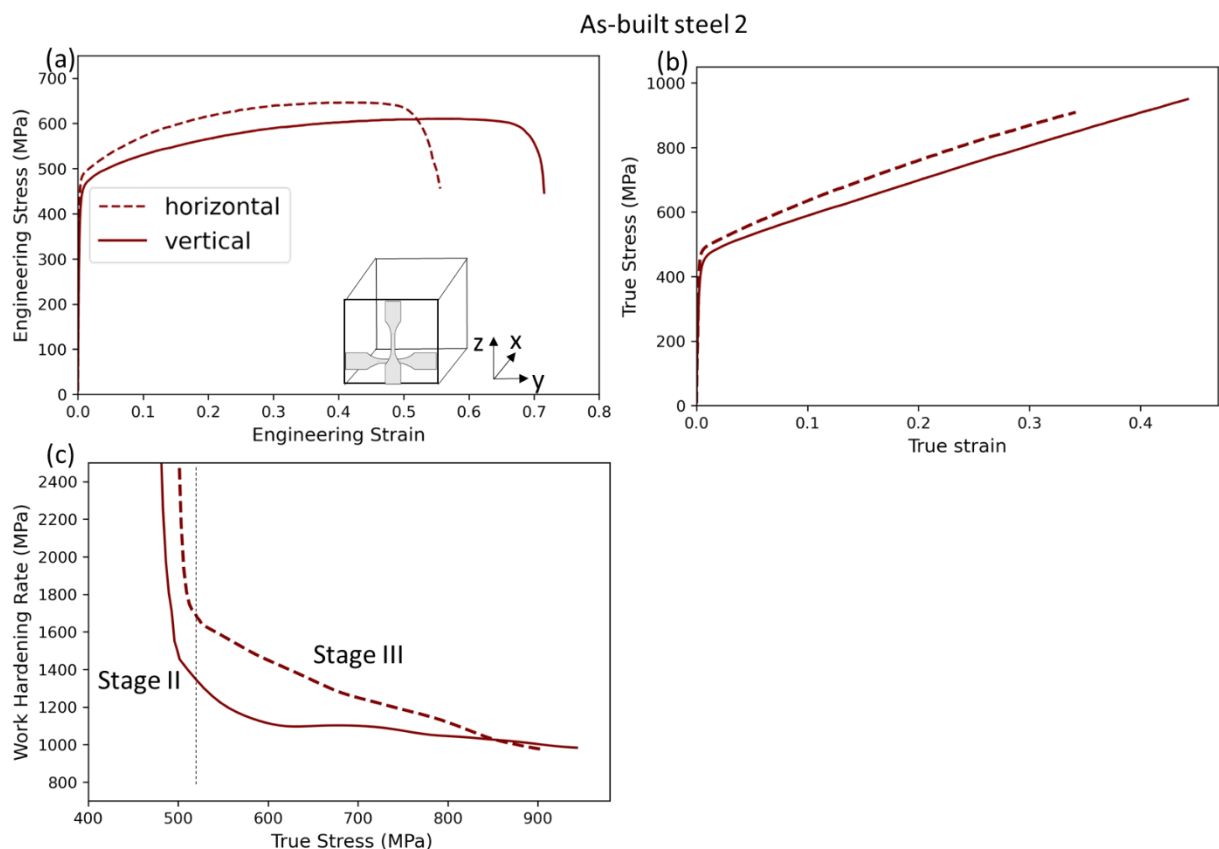 As-built steel 2
(a)
700
600
500
400
300
200
100
0
Engineering Stress (MPa)
horizontal
vertical
z
x
y
0.0 0.1 0.2 0.3 0.4 0.5 0.6 0.7 0.8
Engineering Strain
(b)
1000
800
600
400
200
0
True Stress (MPa)
0.0 0.1 0.2 0.3 0.4
True strain
(c)
2400
2200
2000
1800
1600
1400
1200
1000
800
Work Hardening Rate (MPa)
Stage II
Stage III
400 500 600 700 800 900
True Stress (MPa)